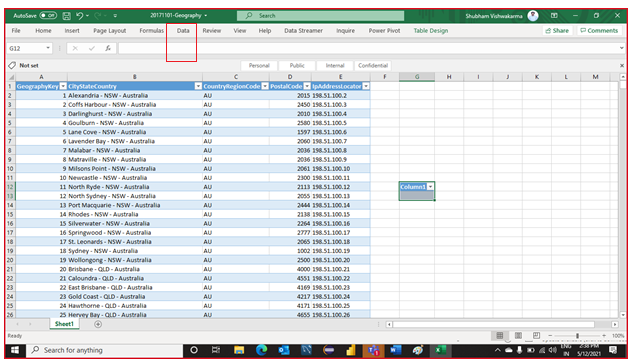 AutoSave Off 20171101-Geography Search Shubham Vishwakarma
File Home Insert Page Layout Formulas Data Review View Help Data Streamer Inquire Power Pivot Table Design Share Comments
G12 fx
Not set Personal Public Internal Confidential
A B C D E F G H I J K L M
1 GeographyKey CityStateCountry CountryRegionCode PostalCode IpAddressLocator
2 1 Alexandria - NSW - Australia AU 2015 198.51.100.2
3 2 Coffs Harbour - NSW - Australia AU 2450 198.51.100.3
4 3 Darlinghurst - NSW - Australia AU 2010 198.51.100.4
5 4 Goulburn - NSW - Australia AU 2580 198.51.100.5
6 5 Lane Cove - NSW - Australia AU 1597 198.51.100.6
7 6 Lavender Bay - NSW - Australia AU 2060 198.51.100.7
8 7 Malabar - NSW - Australia AU 2036 198.51.100.8
9 8 Matraville - NSW - Australia AU 2036 198.51.100.9
10 9 Milsons Point - NSW - Australia AU 2061 198.51.100.10
11 10 Newcastle - NSW - Australia AU 2300 198.51.100.11
12 11 North Ryde - NSW - Australia AU 2113 198.51.100.12 Column1
13 12 North Sydney - NSW - Australia AU 2055 198.51.100.13
14 13 Port Macquarie - NSW - Australia AU 2444 198.51.100.14
15 14 Rhodes - NSW - Australia AU 2138 198.51.100.15
16 15 Silverwater - NSW - Australia AU 2264 198.51.100.16
17 16 Springwood - NSW - Australia AU 2777 198.51.100.17
18 17 St. Leonards - NSW - Australia AU 2065 198.51.100.18
19 18 Sydney - NSW - Australia AU 1002 198.51.100.19
20 19 Wollongong - NSW - Australia AU 2500 198.51.100.20
21 20 Brisbane - QLD - Australia AU 4000 198.51.100.21
22 21 Caloundra - QLD - Australia AU 4551 198.51.100.22
23 22 East Brisbane - QLD - Australia AU 4169 198.51.100.23
24 23 Gold Coast - QLD - Australia AU 4217 198.51.100.24
25 24 Hawthorne - QLD - Australia AU 4171 198.51.100.25
26 25 Hervey Bay - QLD - Australia AU 4655 198.51.100.26
Sheet1
Ready 100%
Search for anything ENG IN 2:38 PM 5/12/2021